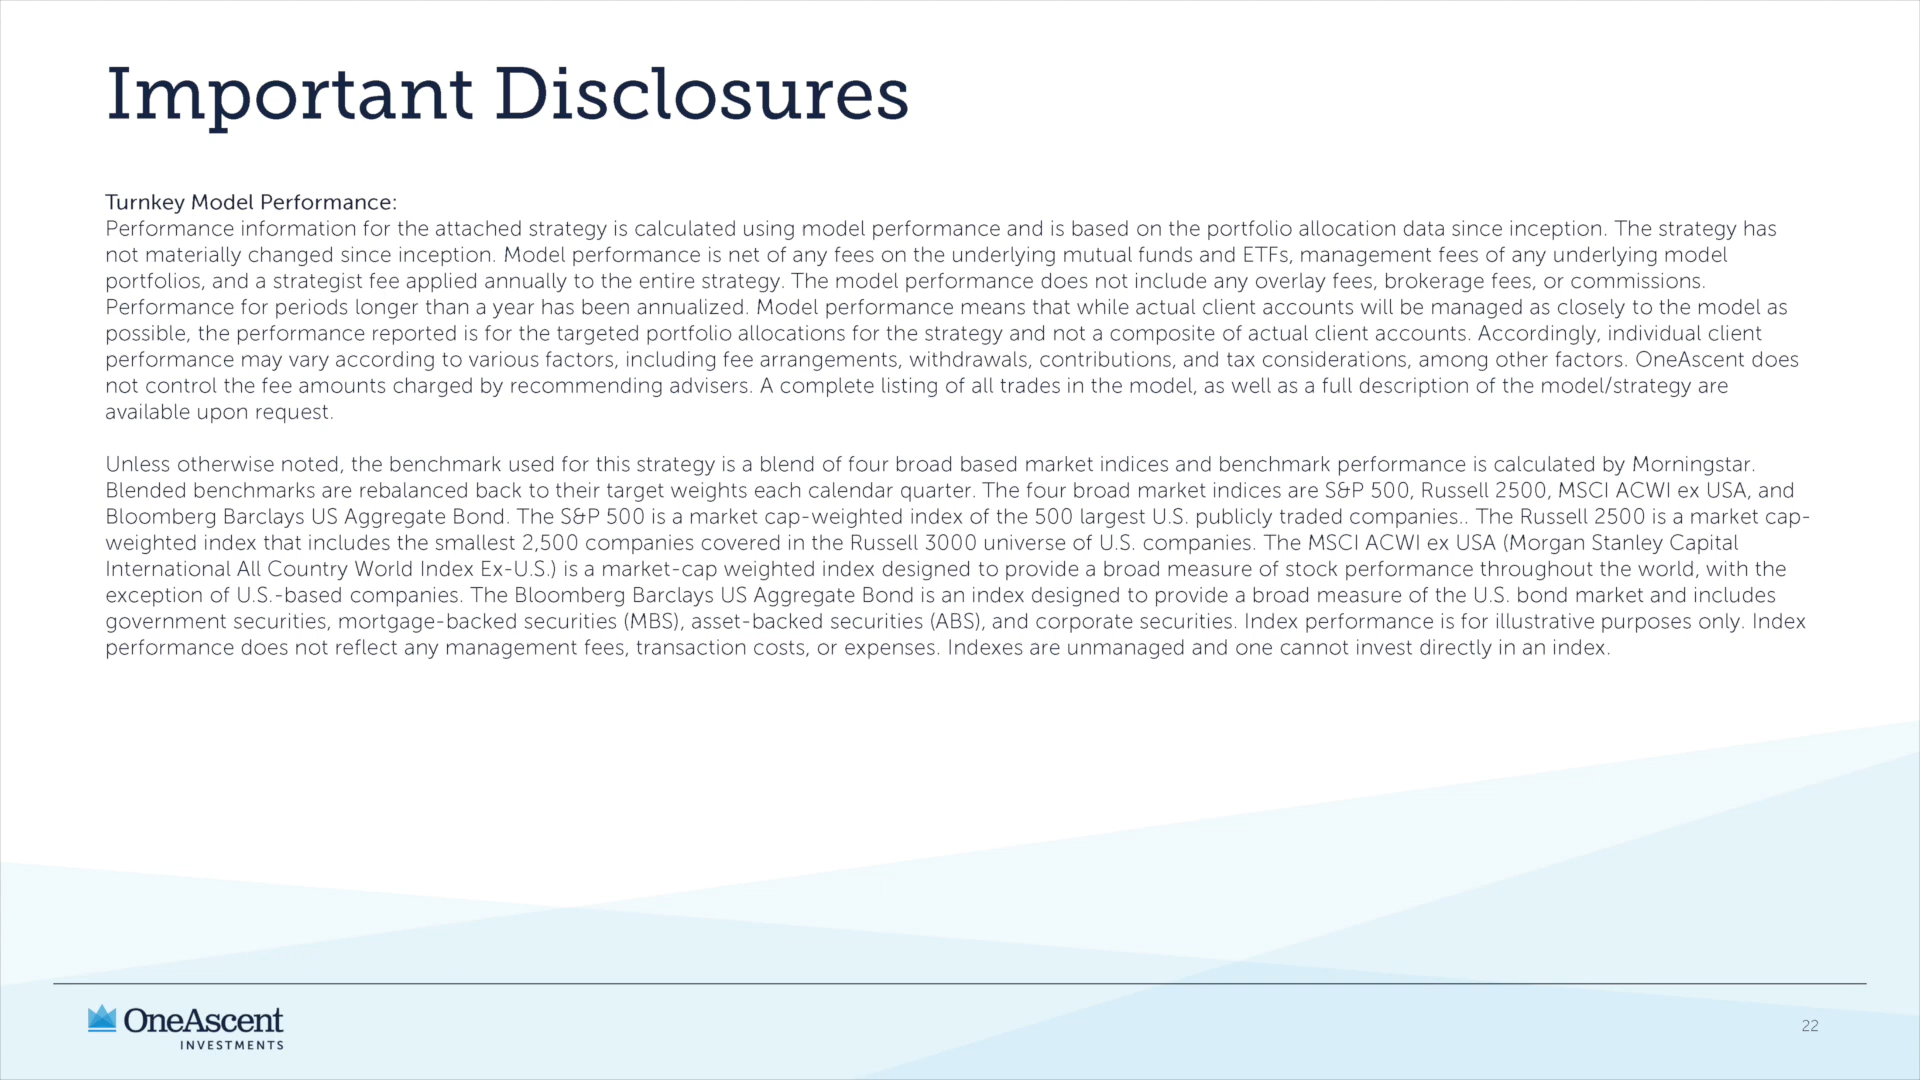 Important Disclosures
Turnkey Model Performance:
Performance information for the attached strategy is calculated using model performance and is based on the portfolio allocation data since inception. The strategy has
not materially changed since inception. Model performance is net of any fees on the underlying mutual funds and ETFs, management fees of any underlying model
portfolios, and a strategist fee applied annually to the entire strategy. The model performance does not include any overlay fees, brokerage fees, or commissions.
Performance for periods longer than a year has been annualized. Model performance means that while actual client accounts will be managed as closely to the model as
possible, the performance reported is for the targeted portfolio allocations for the strategy and not a composite of actual client accounts. Accordingly, individual client
performance may vary according to various factors, including fee arrangements, withdrawals, contributions, and tax considerations, among other factors. OneAscent does
not control the fee amounts charged by recommending advisers. A complete listing of all trades in the model, as well as a full description of the model/strategy are
available upon request.
Unless otherwise noted, the benchmark used for this strategy is a blend of four broad based market indices and benchmark performance is calculated by Morningstar.
Blended benchmarks are rebalanced back to their target weights each calendar quarter. The four broad market indices are S&P 500, Russell 2500, MSCI ACWI ex USA, and
Bloomberg Barclays US Aggregate Bond. The S&P 500 is a market cap-weighted index of the 500 largest U.S. publicly traded companies.. The Russell 2500 is a market cap-
weighted index that includes the smallest 2,500 companies covered in the Russell 3000 universe of U.S. companies. The MSCI ACWI ex USA (Morgan Stanley Capital
International All Country World Index Ex-U.S.) is a market-cap weighted index designed to provide a broad measure of stock performance throughout the world, with the
exception of U.S.-based companies. The Bloomberg Barclays US Aggregate Bond is an index designed to provide a broad measure of the U.S. bond market and includes
government securities, mortgage-backed securities (MBS), asset-backed securities (ABS), and corporate securities. Index performance is for illustrative purposes only. Index
performance does not reflect any management fees, transaction costs, or expenses. Indexes are unmanaged and one cannot invest directly in an index.
OneAscent
INVESTMENTS
22